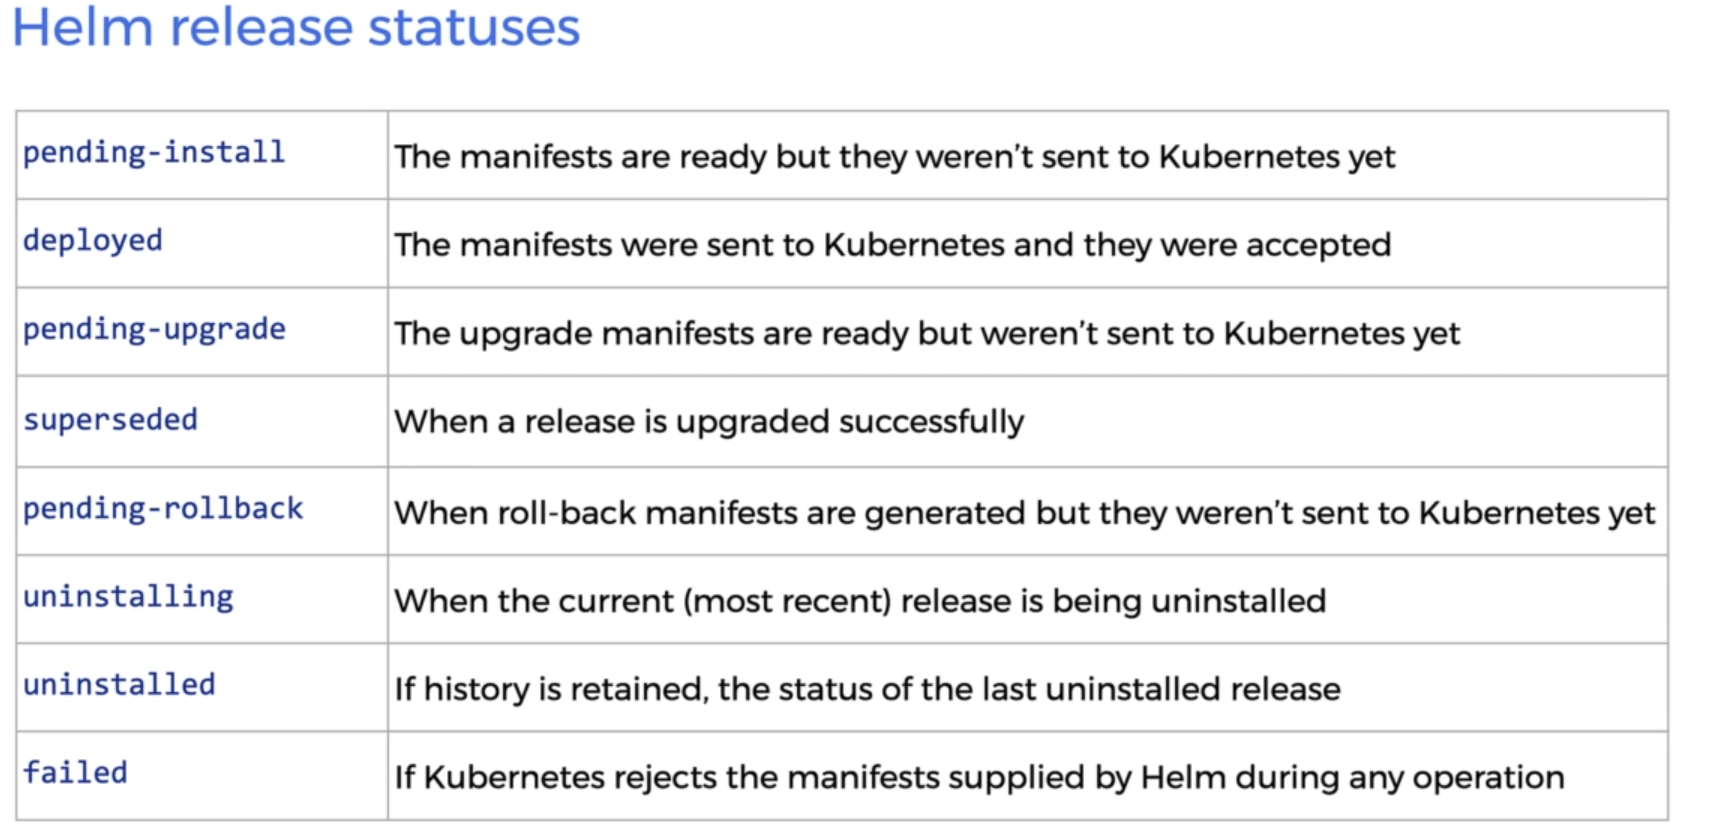 Helm release statuses
pending-install The manifests are ready but they weren’t sent to Kubernetes yet
deployed The manifests were sent to Kubernetes and they were accepted
pending-upgrade The upgrade manifests are ready but weren’t sent to Kubernetes yet
superseded When a release is upgraded successfully
pending-rollback When roll-back manifests are generated but they weren’t sent to Kubernetes yet
uninstalling When the current (most recent) release is being uninstalled
uninstalled If history is retained, the status of the last uninstalled release
failed If Kubernetes rejects the manifests supplied by Helm during any operation